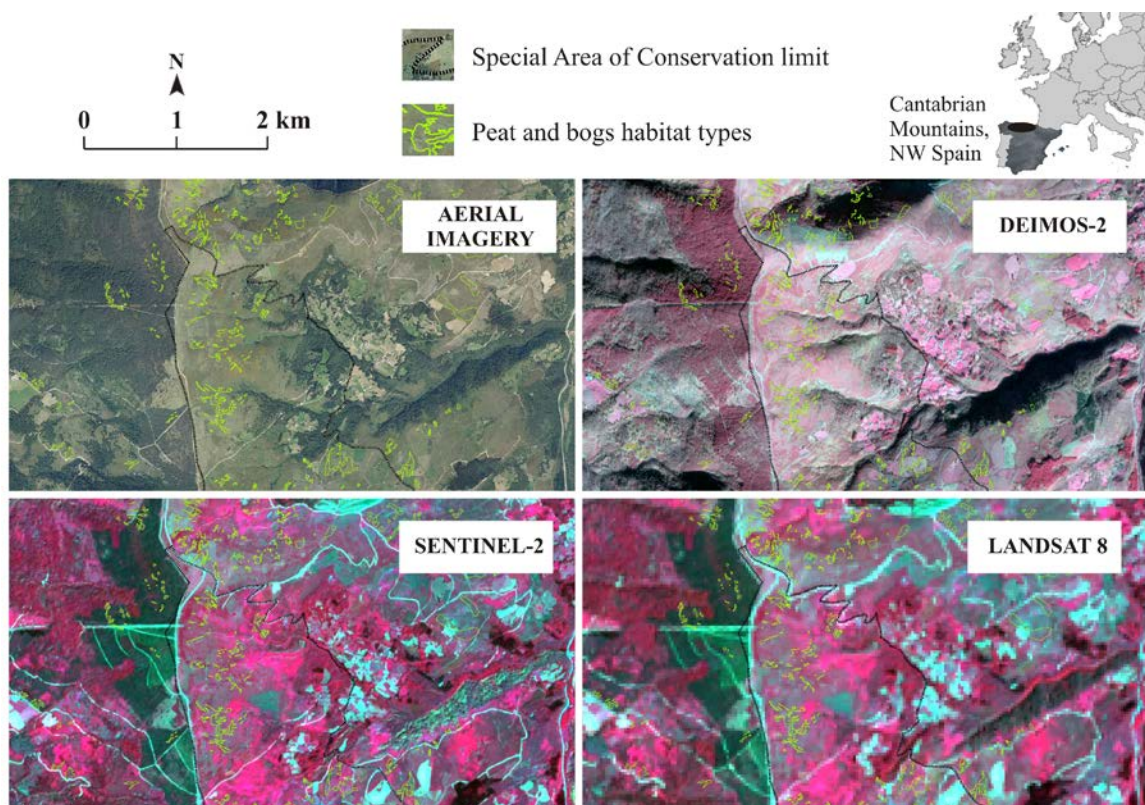 N
0 1 2 km
Special Area of Conservation limit
Peat and bogs habitat types
Cantabrian
Mountains,
NW Spain
AERIAL
IMAGERY
DEIMOS-2
SENTINEL-2
LANDSAT 8